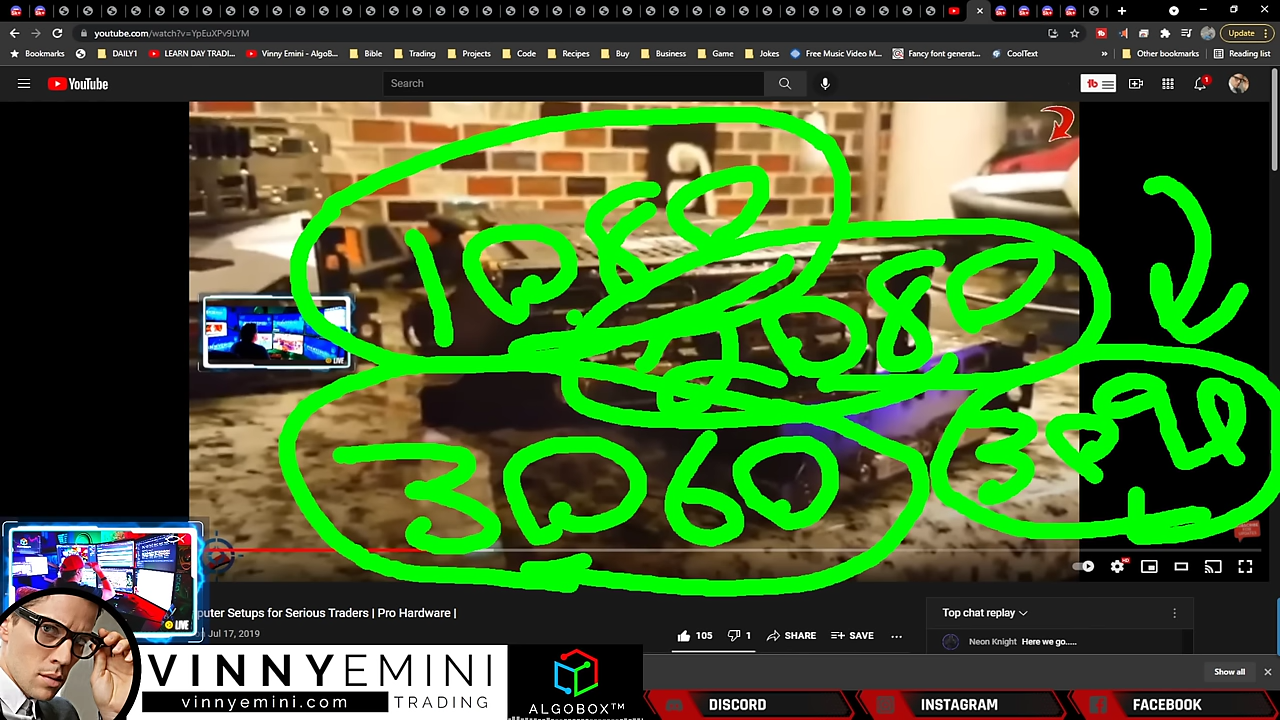 youtube.com/watch?v=YpEuXPv9LYM
Update
Bookmarks DAILY1 LEARN DAY TRADI... Vinny Emini - AlgoB... Bible Trading Projects Code Recipes Buy Business Game Jokes Free Music/Video M... Fancy font generat... CoolText » Other bookmarks Reading list
YouTube
Search
1
1080
2080
3060
3090
LIVE
HD
puter Setups for Serious Traders | Pro Hardware |
Jul 17, 2019
105 1 SHARE SAVE
Top chat replay
Neon Knight Here we go.....
LIVE
Show all
VINNYEMINI
vinnyemini.com TRADING
ALGOBOX™
DISCORD INSTAGRAM FACEBOOK